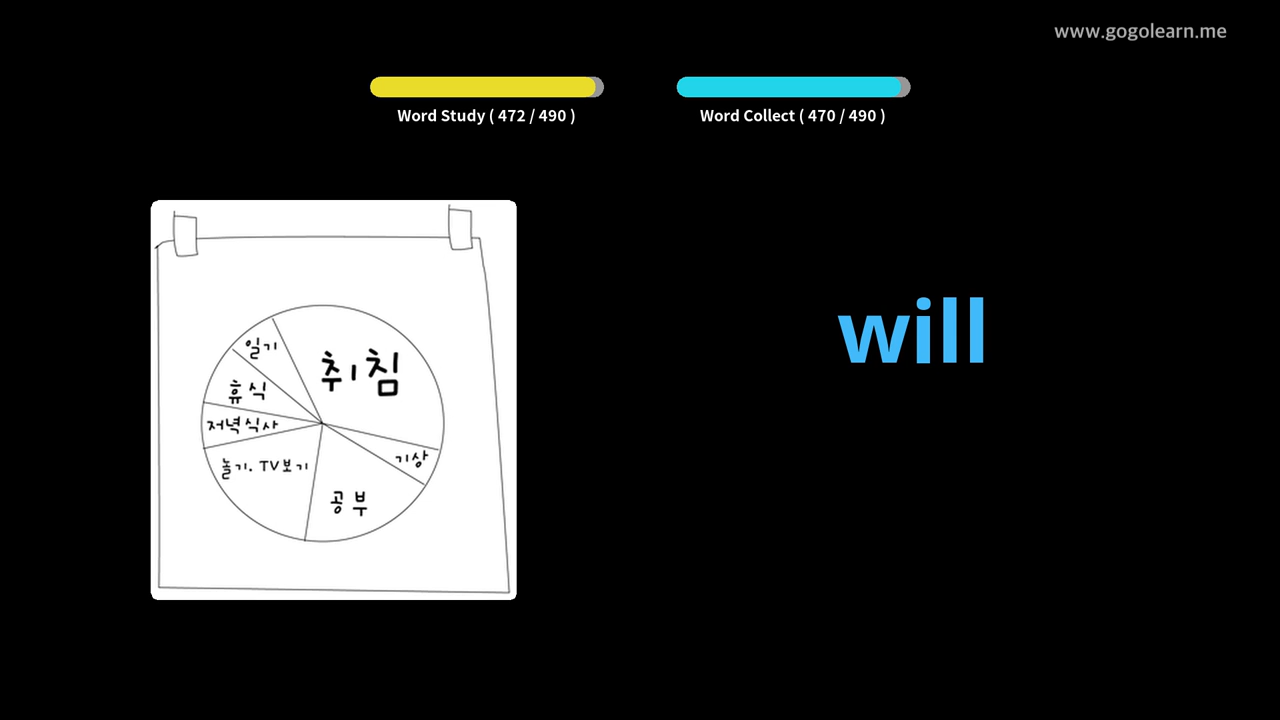 www.gogolearn.me
Word Study ( 472 / 490 )
Word Collect ( 470 / 490 )
will
일기
취침
휴식
저녁식사
기상
놀기. TV보기
공부